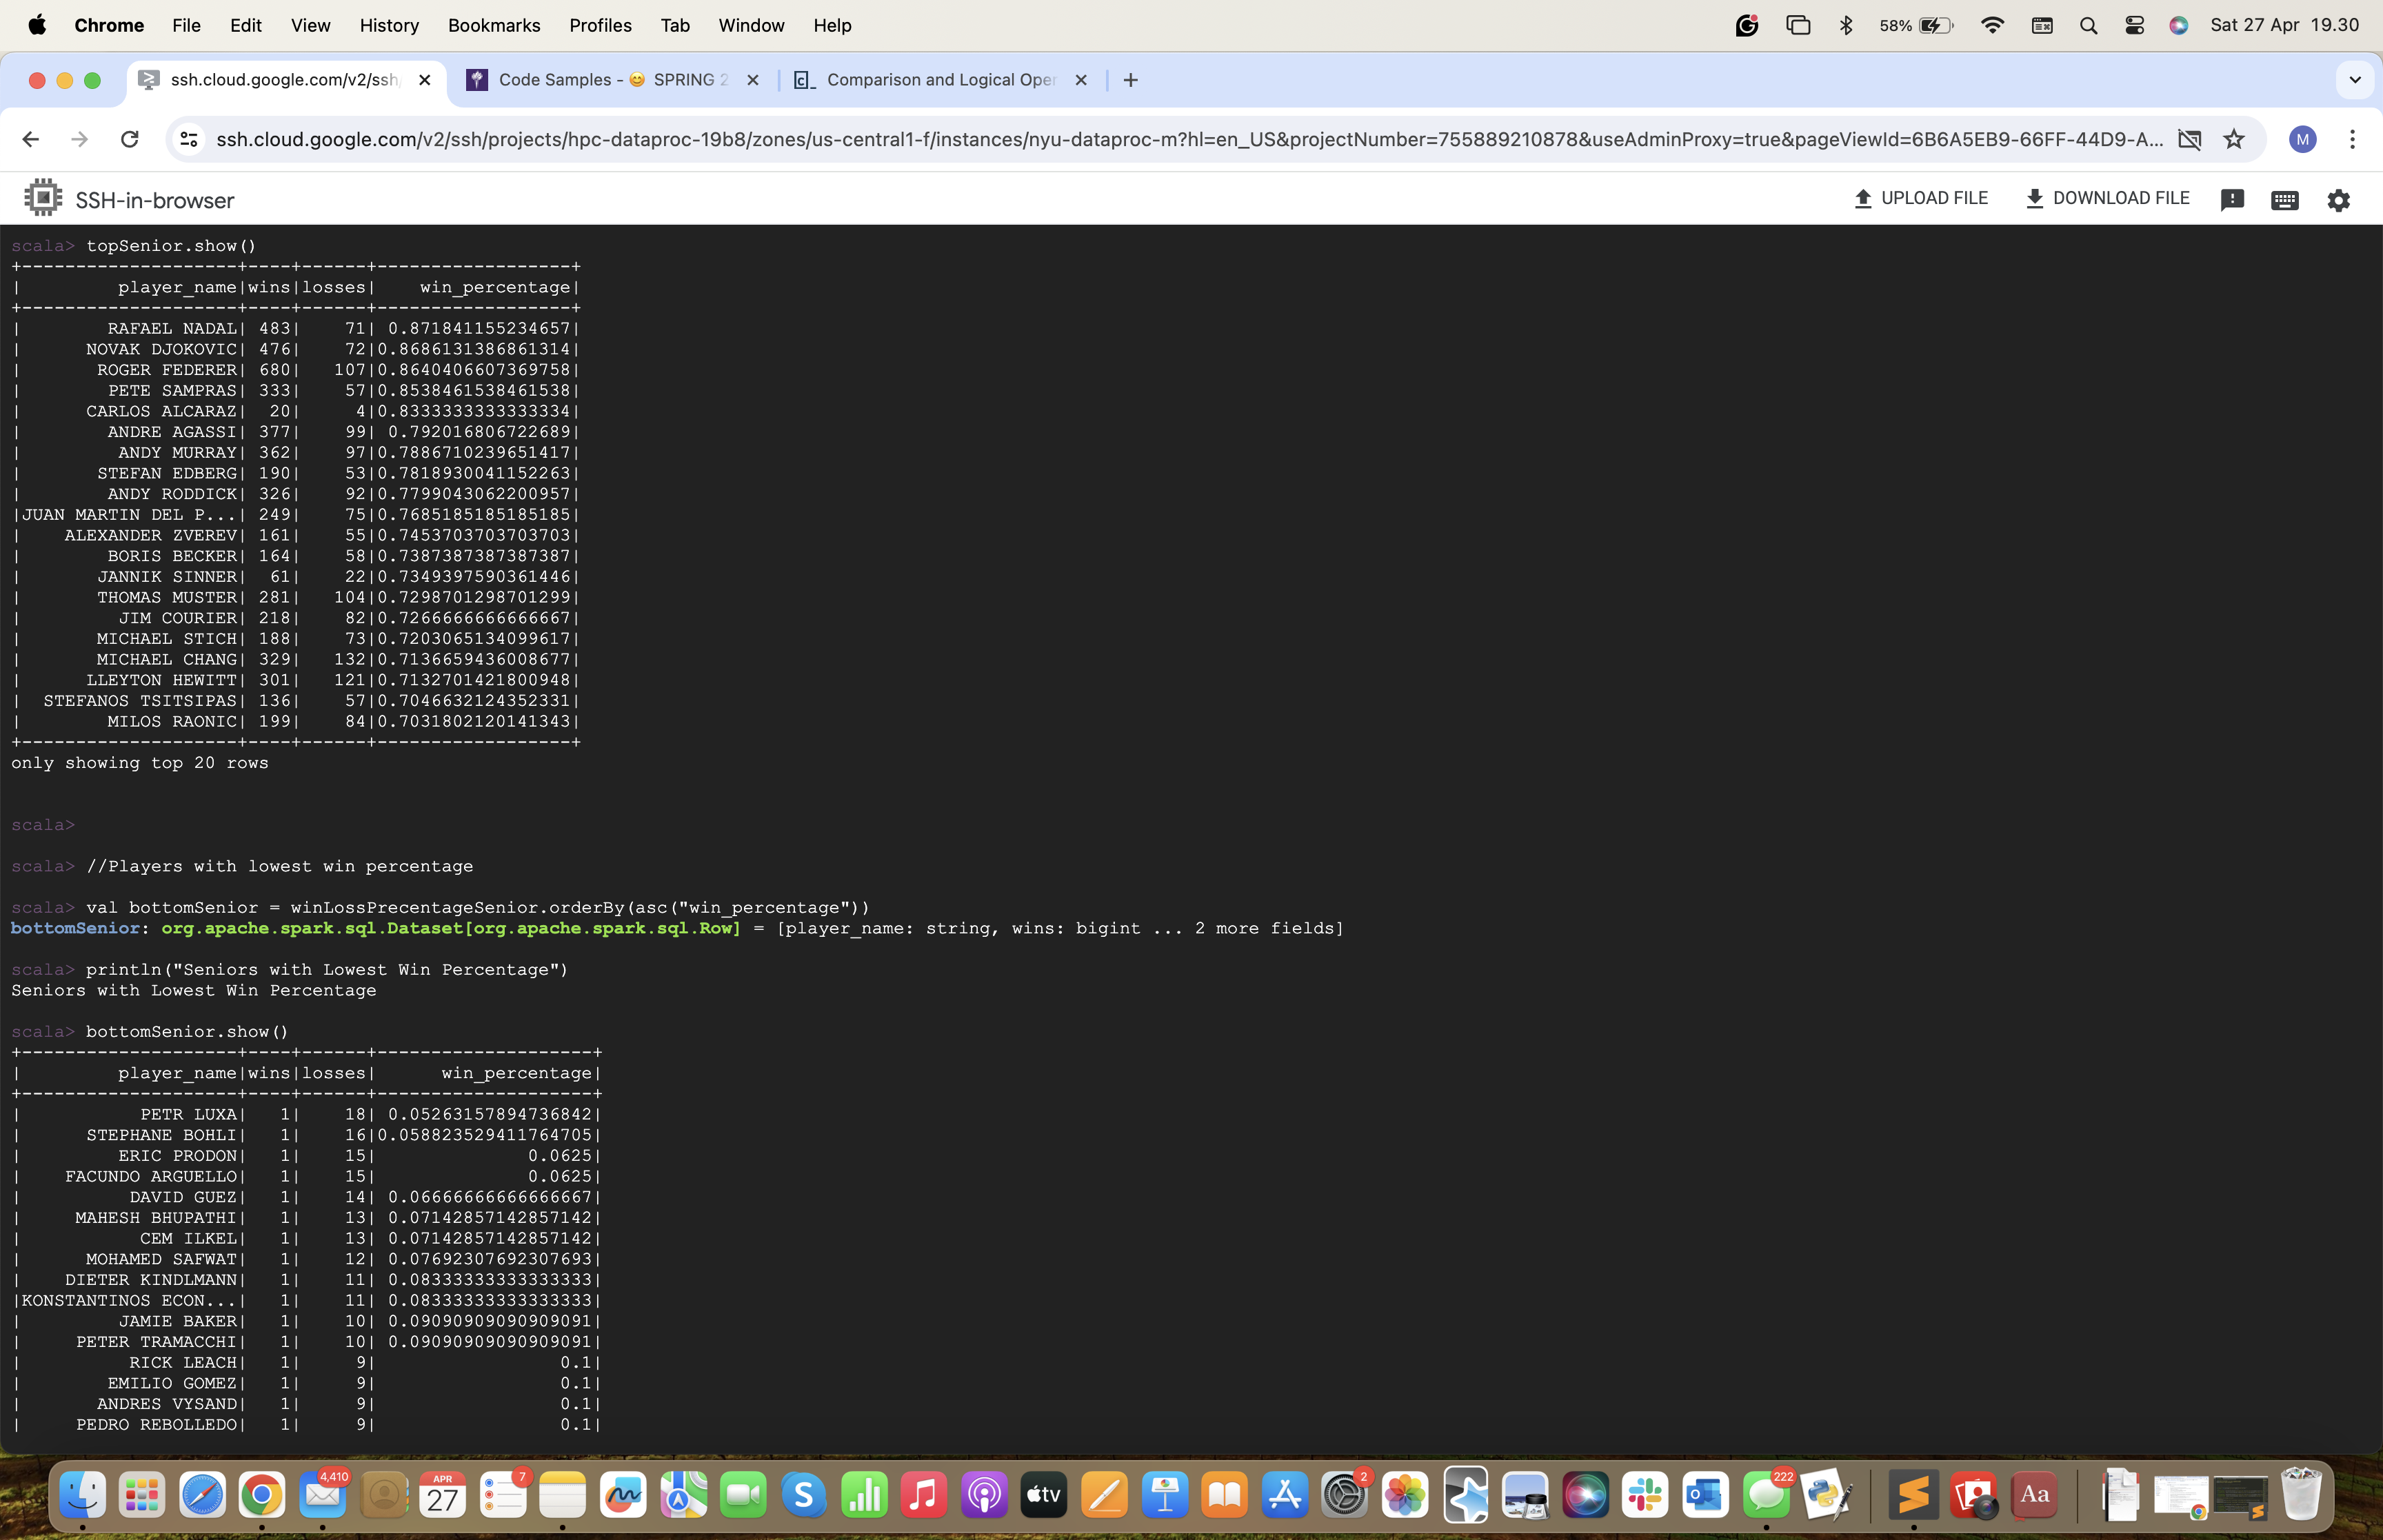 Chrome File Edit View History Bookmarks Profiles Tab Window Help 58% Sat 27 Apr 19.30
ssh.cloud.google.com/v2/ssh/ Code Samples - 😊 SPRING 2 Comparison and Logical Oper
ssh.cloud.google.com/v2/ssh/projects/hpc-dataproc-19b8/zones/us-central1-f/instances/nyu-dataproc-m?hl=en_US&projectNumber=755889210878&useAdminProxy=true&pageViewId=6B6A5EB9-66FF-44D9-A... M
SSH-in-browser UPLOAD FILE DOWNLOAD FILE
scala> topSenior.show()
+--------------------+----+------+------------------+
|         player_name|wins|losses|    win_percentage|
+--------------------+----+------+------------------+
|        RAFAEL NADAL| 483|    71| 0.871841155234657|
|      NOVAK DJOKOVIC| 476|    72|0.8686131386861314|
|       ROGER FEDERER| 680|   107|0.8640406607369758|
|        PETE SAMPRAS| 333|    57|0.8538461538461538|
|      CARLOS ALCARAZ|  20|     4|0.8333333333333334|
|        ANDRE AGASSI| 377|    99| 0.792016806722689|
|         ANDY MURRAY| 362|    97|0.7886710239651417|
|       STEFAN EDBERG| 190|    53|0.7818930041152263|
|        ANDY RODDICK| 326|    92|0.7799043062200957|
|JUAN MARTIN DEL P...| 249|    75|0.7685185185185185|
|    ALEXANDER ZVEREV| 161|    55|0.7453703703703703|
|        BORIS BECKER| 164|    58|0.7387387387387387|
|       JANNIK SINNER|  61|    22|0.7349397590361446|
|       THOMAS MUSTER| 281|   104|0.7298701298701299|
|         JIM COURIER| 218|    82|0.7266666666666667|
|       MICHAEL STICH| 188|    73|0.7203065134099617|
|       MICHAEL CHANG| 329|   132|0.7136659436008677|
|      LLEYTON HEWITT| 301|   121|0.7132701421800948|
|  STEFANOS TSITSIPAS| 136|    57|0.7046632124352331|
|        MILOS RAONIC| 199|    84|0.7031802120141343|
+--------------------+----+------+------------------+
only showing top 20 rows
scala>
scala> //Players with lowest win percentage
scala> val bottomSenior = winLossPrecentageSenior.orderBy(asc("win_percentage"))
bottomSenior: org.apache.spark.sql.Dataset[org.apache.spark.sql.Row] = [player_name: string, wins: bigint ... 2 more fields]
scala> println("Seniors with Lowest Win Percentage")
Seniors with Lowest Win Percentage
scala> bottomSenior.show()
+--------------------+----+------+--------------------+
|         player_name|wins|losses|      win_percentage|
+--------------------+----+------+--------------------+
|           PETR LUXA|   1|    18| 0.05263157894736842|
|      STEPHANE BOHLI|   1|    16|0.058823529411764705|
|         ERIC PRODON|   1|    15|              0.0625|
|    FACUNDO ARGUELLO|   1|    15|              0.0625|
|          DAVID GUEZ|   1|    14| 0.06666666666666667|
|     MAHESH BHUPATHI|   1|    13| 0.07142857142857142|
|           CEM ILKEL|   1|    13| 0.07142857142857142|
|      MOHAMED SAFWAT|   1|    12| 0.07692307692307693|
|    DIETER KINDLMANN|   1|    11| 0.08333333333333333|
|KONSTANTINOS ECON...|   1|    11| 0.08333333333333333|
|         JAMIE BAKER|   1|    10| 0.09090909090909091|
|     PETER TRAMACCHI|   1|    10| 0.09090909090909091|
|          RICK LEACH|   1|     9|                 0.1|
|        EMILIO GOMEZ|   1|     9|                 0.1|
|       ANDRES VYSAND|   1|     9|                 0.1|
|     PEDRO REBOLLEDO|   1|     9|                 0.1|
4,410 APR 27 7 tv 2 222 Aa